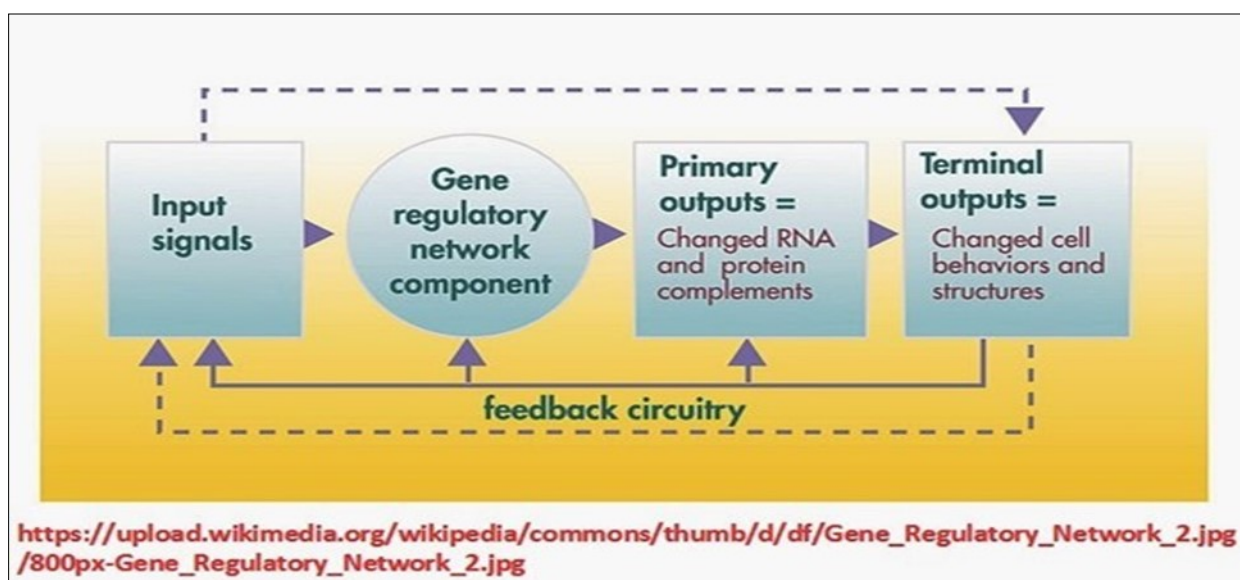 Input
signals
Gene
regulatory
network
component
Primary
outputs =
Changed RNA
and protein
complements
Terminal
outputs =
Changed cell
behaviors and
structures
feedback circuitry
https://upload.wikimedia.org/wikipedia/commons/thumb/d/df/Gene_Regulatory_Network_2.jpg
/800px-Gene_Regulatory_Network_2.jpg